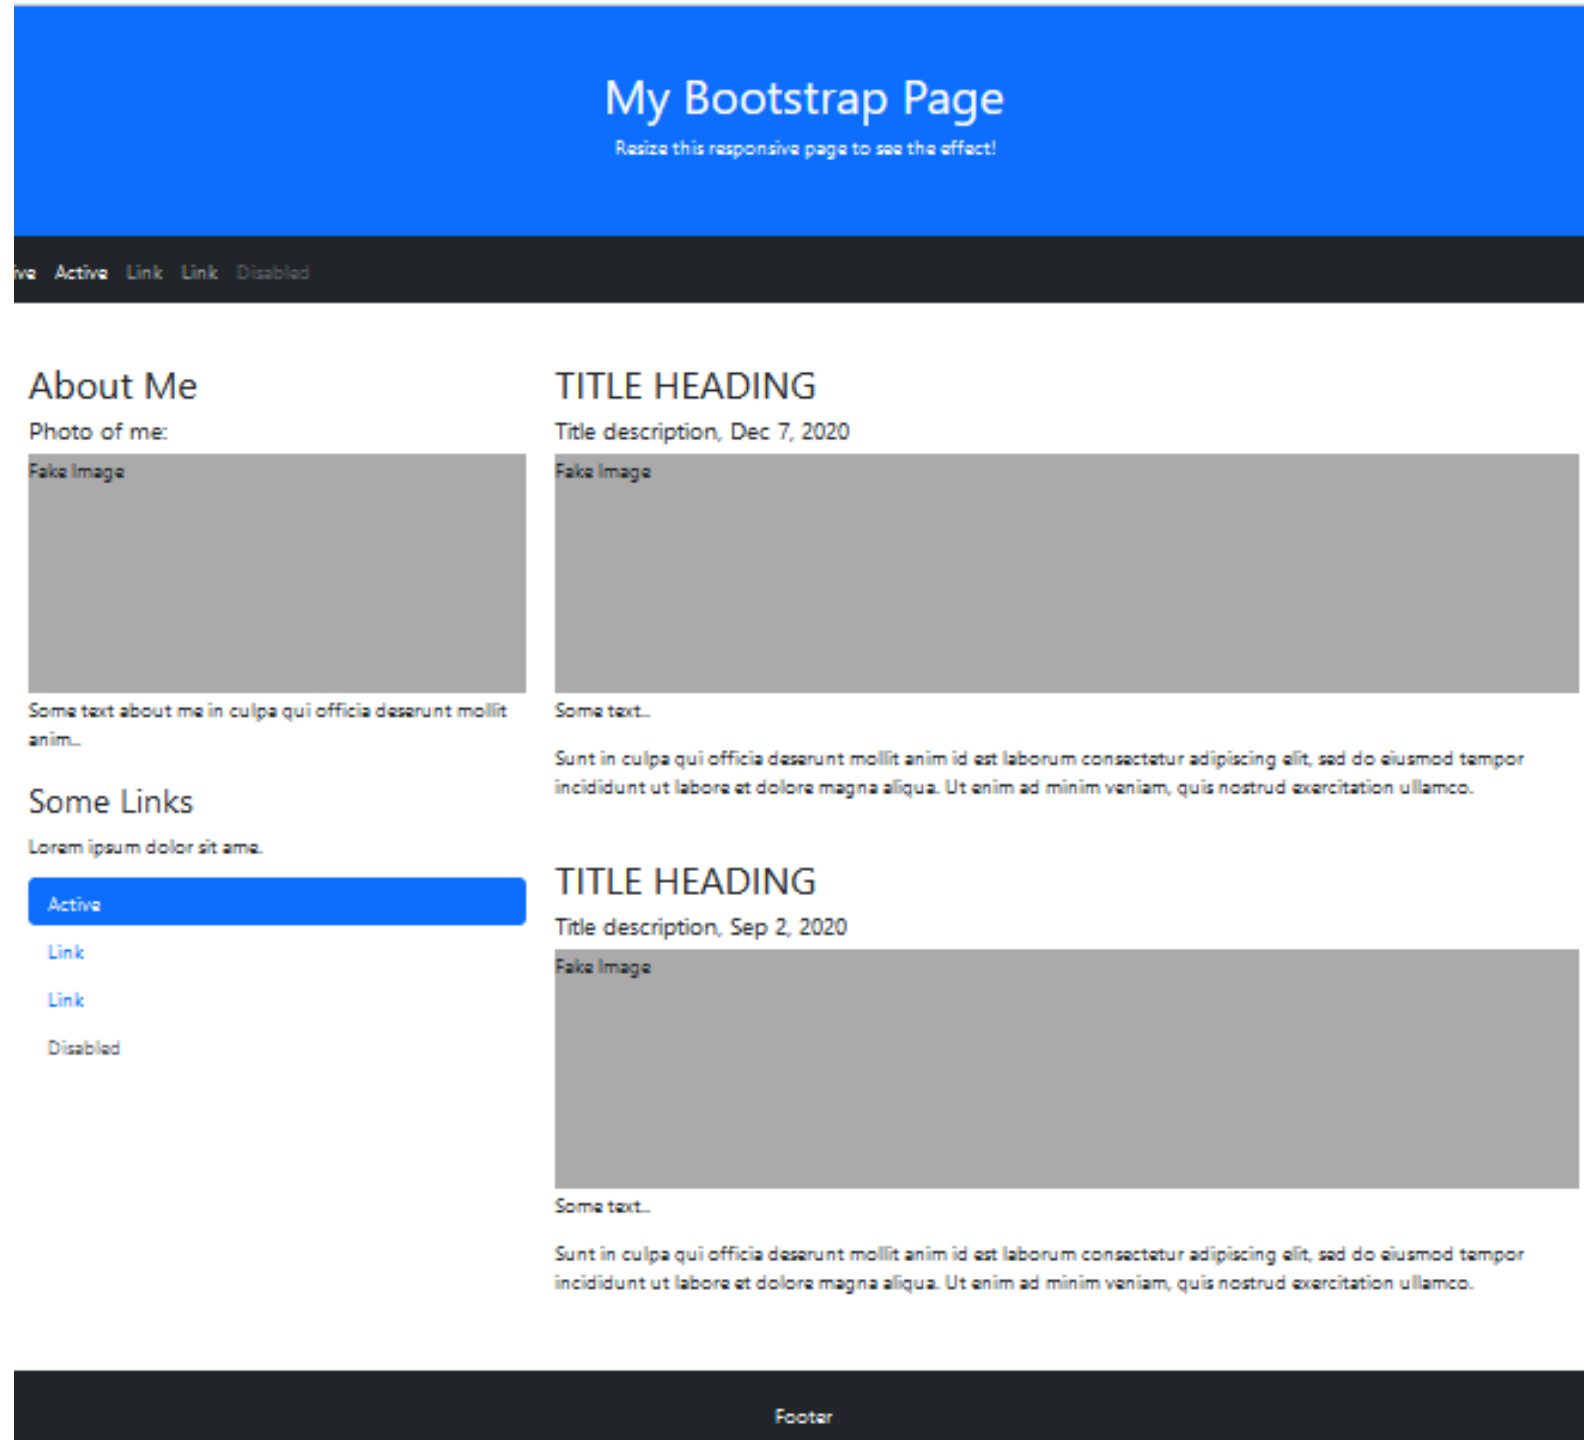 My Bootstrap Page
Resize this responsive page to see the effect!
ive Active Link Link Disabled
About Me
Photo of me:
Fake Image
Some text about me in culpa qui officia deserunt mollit
anim..
Some Links
Lorem ipsum dolor sit ame.
Active
Link
Link
Disabled
TITLE HEADING
Title description, Dec 7, 2020
Fake Image
Some text..
Sunt in culpa qui officia deserunt mollit anim id est laborum consectetur adipiscing elit, sed do eiusmod tempor
incididunt ut labore et dolore magna aliqua. Ut enim ad minim veniam, quis nostrud exercitation ullamco.
TITLE HEADING
Title description, Sep 2, 2020
Fake Image
Some text..
Sunt in culpa qui officia deserunt mollit anim id est laborum consectetur adipiscing elit, sed do eiusmod tempor
incididunt ut labore et dolore magna aliqua. Ut enim ad minim veniam, quis nostrud exercitation ullamco.
Footer